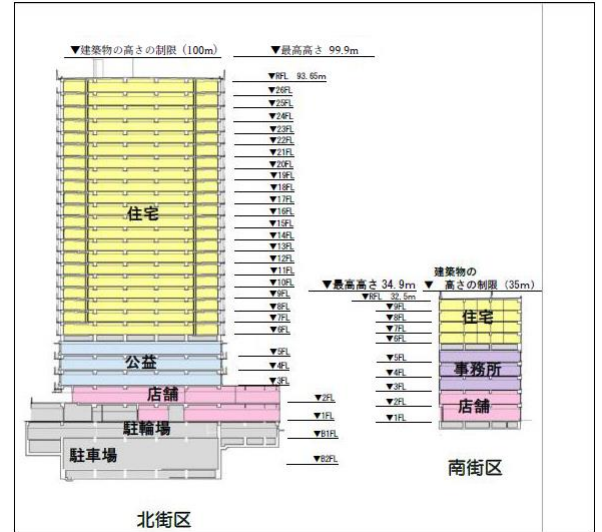 ▼建築物の高さの制限（100m）
▼最高高さ 99.9m
▼RFL 93.65m
▼26FL
▼25FL
▼24FL
▼23FL
▼22FL
▼21FL
▼20FL
▼19FL
▼18FL
▼17FL
▼16FL
▼15FL
▼14FL
▼13FL
▼12FL
▼11FL
▼10FL
▼9FL
▼8FL
▼7FL
▼6FL
▼5FL
▼4FL
▼3FL
▼2FL
▼1FL
▼B1FL
▼B2FL
住宅
公益
店舗
駐輪場
駐車場
北街区
建築物の
▼最高高さ 34.9m ▼ 高さの制限（35m）
▼RFL 32.5m
▼9FL
▼8FL
▼7FL
▼6FL
▼5FL
▼4FL
▼3FL
▼2FL
▼1FL
住宅
事務所
店舗
南街区